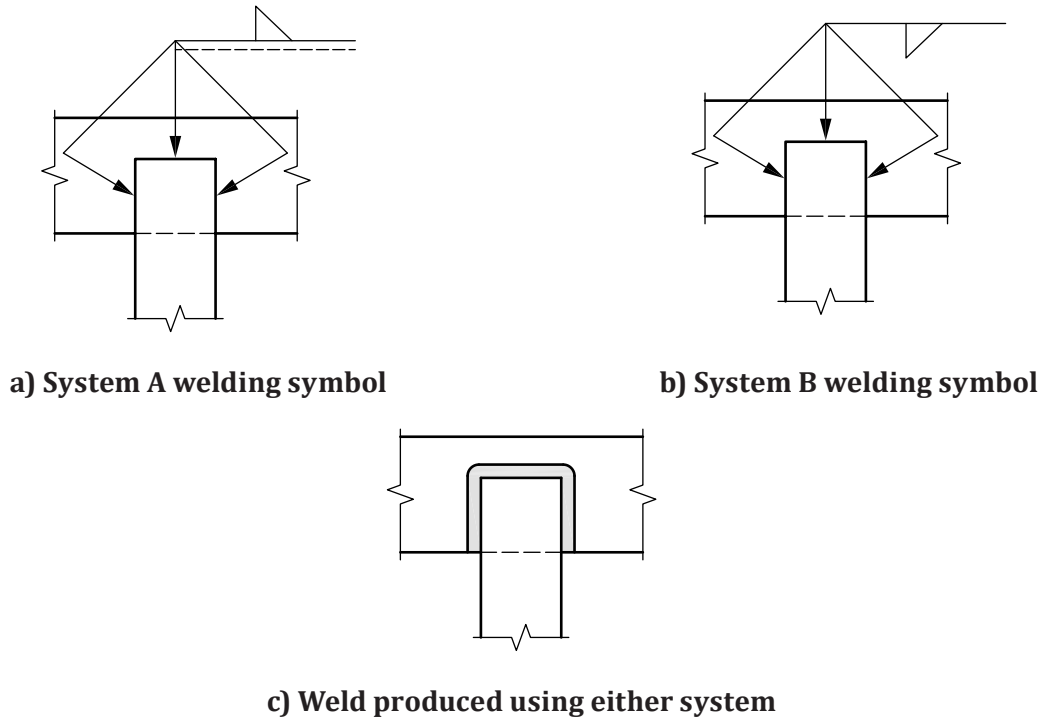 a) System A welding symbol
b) System B welding symbol
c) Weld produced using either system